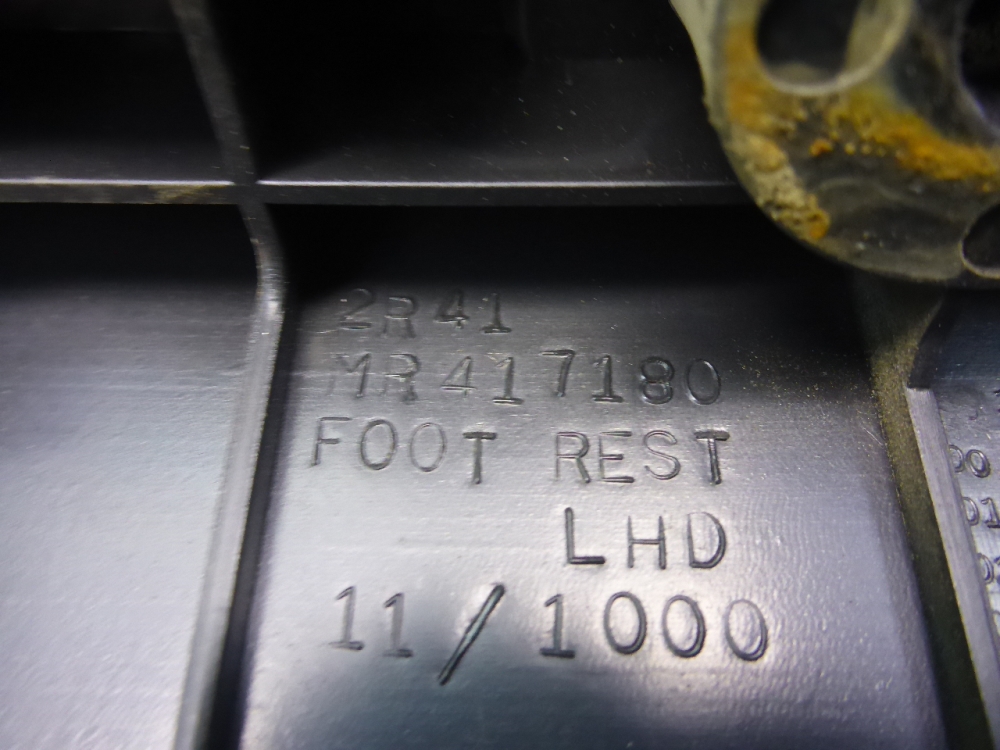 2R41
MR417180
FOOT REST
LHD
11/1000